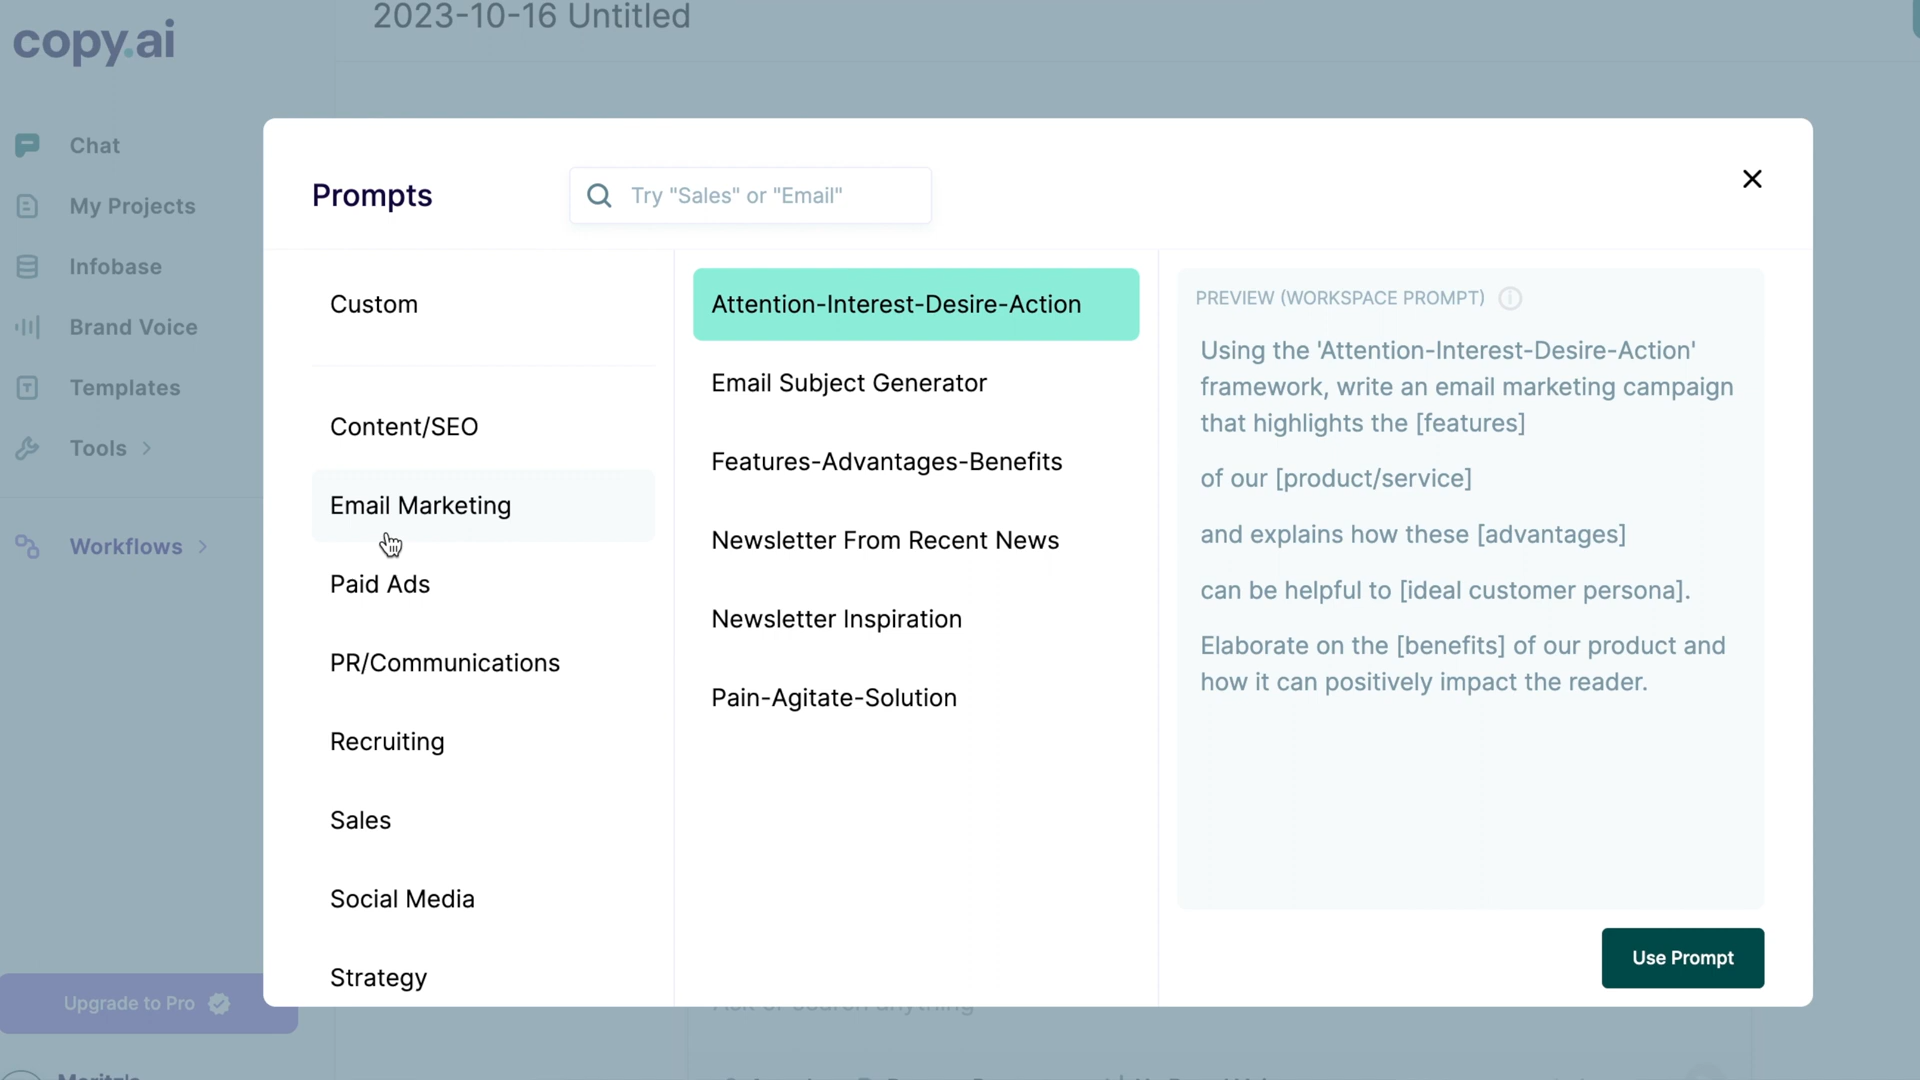 2023-10-16 Untitled
copy.ai
Chat
My Projects
Infobase
Brand Voice
Templates
Tools
Workflows
Upgrade to Pro
Prompts
Try "Sales" or "Email"
Custom
Content/SEO
Email Marketing
Paid Ads
PR/Communications
Recruiting
Sales
Social Media
Strategy
Attention-Interest-Desire-Action
Email Subject Generator
Features-Advantages-Benefits
Newsletter From Recent News
Newsletter Inspiration
Pain-Agitate-Solution
PREVIEW (WORKSPACE PROMPT)
Using the 'Attention-Interest-Desire-Action'
framework, write an email marketing campaign
that highlights the [features]
of our [product/service]
and explains how these [advantages]
can be helpful to [ideal customer persona].
Elaborate on the [benefits] of our product and
how it can positively impact the reader.
Use Prompt